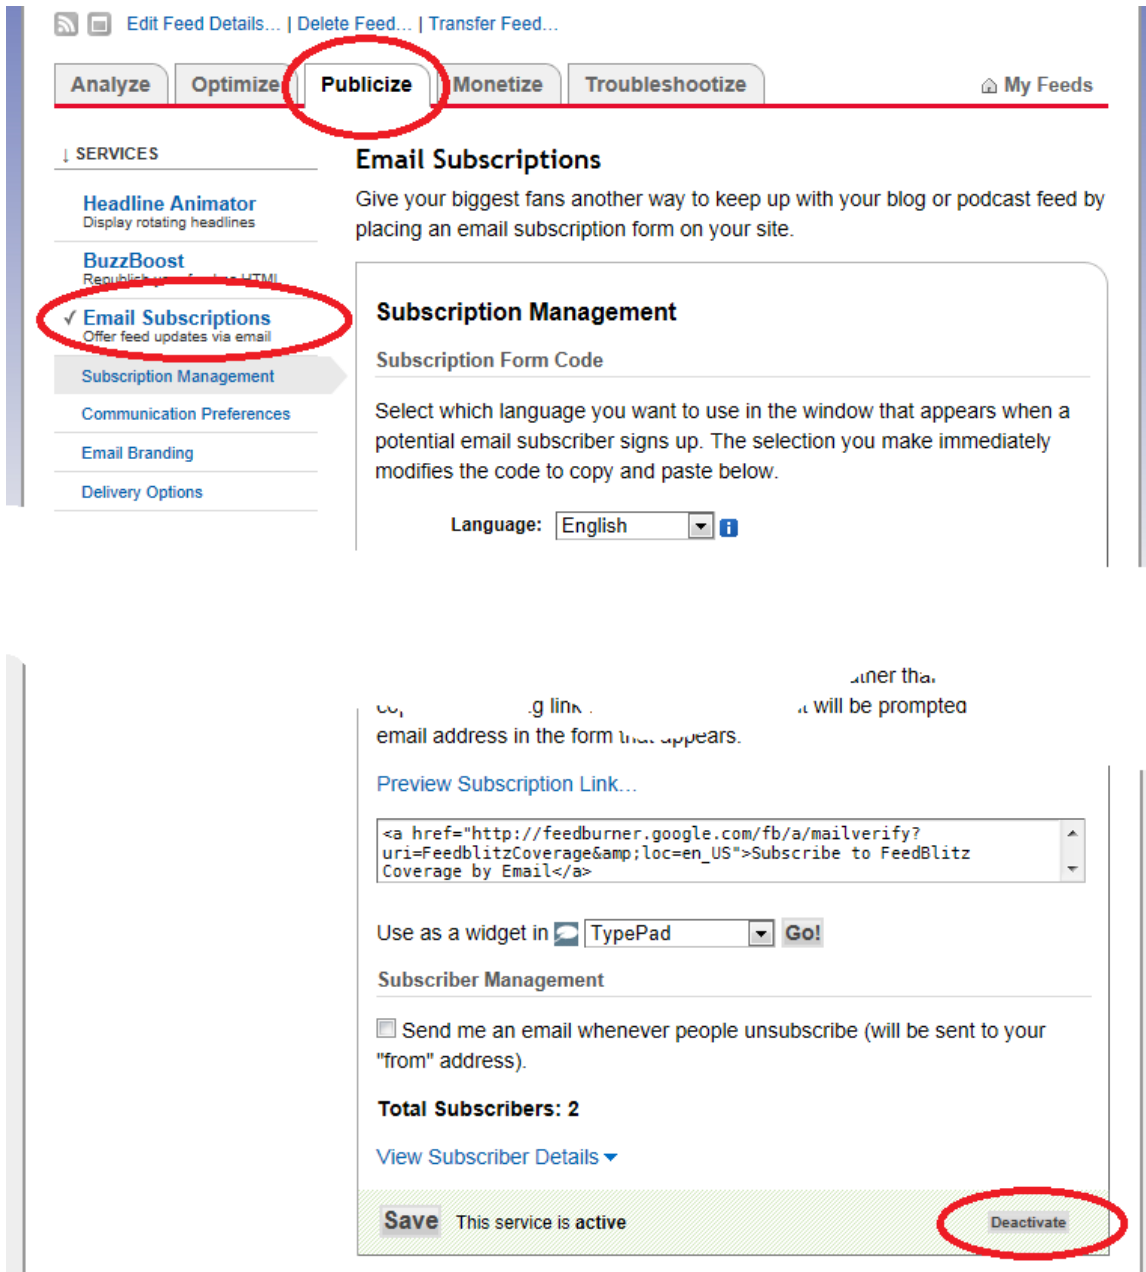 Edit Feed Details... | Delete Feed... | Transfer Feed...
Analyze Optimize Publicize Monetize Troubleshootize My Feeds
↓ SERVICES
Headline Animator
Display rotating headlines
BuzzBoost
Republish your feed as HTML
✓ Email Subscriptions
Offer feed updates via email
Subscription Management
Communication Preferences
Email Branding
Delivery Options
Email Subscriptions
Give your biggest fans another way to keep up with your blog or podcast feed by
placing an email subscription form on your site.
Subscription Management
Subscription Form Code
Select which language you want to use in the window that appears when a
potential email subscriber signs up. The selection you make immediately
modifies the code to copy and paste below.
Language: English
link will be prompted
email address in the form that appears.
Preview Subscription Link...
<a href="http://feedburner.google.com/fb/a/mailverify?
uri=FeedblitzCoverage&amp;loc=en_US">Subscribe to FeedBlitz
Coverage by Email</a>
Use as a widget in TypePad Go!
Subscriber Management
Send me an email whenever people unsubscribe (will be sent to your
"from" address).
Total Subscribers: 2
View Subscriber Details
Save This service is active Deactivate